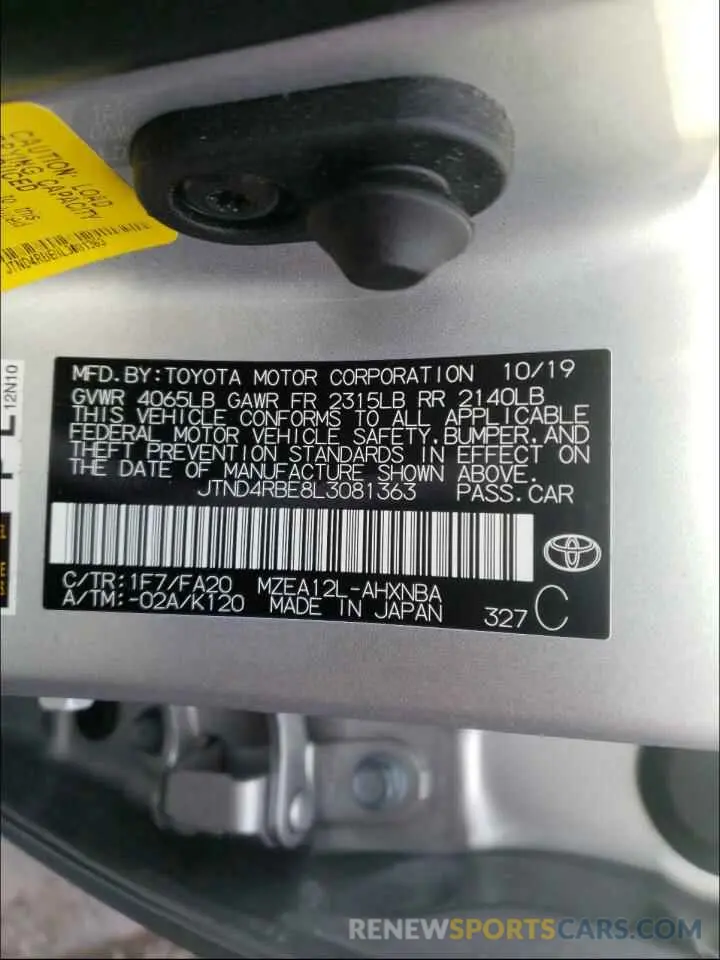 CAUTION: LOAD
CAPACITY
JTND4RBE8L3081363
12N10
MFD. BY: TOYOTA MOTOR CORPORATION 10/19
GVWR 4065LB GAWR FR 2315LB RR 2140LB
THIS VEHICLE CONFORMS TO ALL APPLICABLE
FEDERAL MOTOR VEHICLE SAFETY, BUMPER, AND
THEFT PREVENTION STANDARDS IN EFFECT ON
THE DATE OF MANUFACTURE SHOWN ABOVE.
JTND4RBE8L3081363 PASS.CAR
C/TR:1F7/FA20 MZEA12L-AHXNBA
A/TM:-02A/K120 MADE IN JAPAN 327 C
RENEWSPORTSCARS.COM